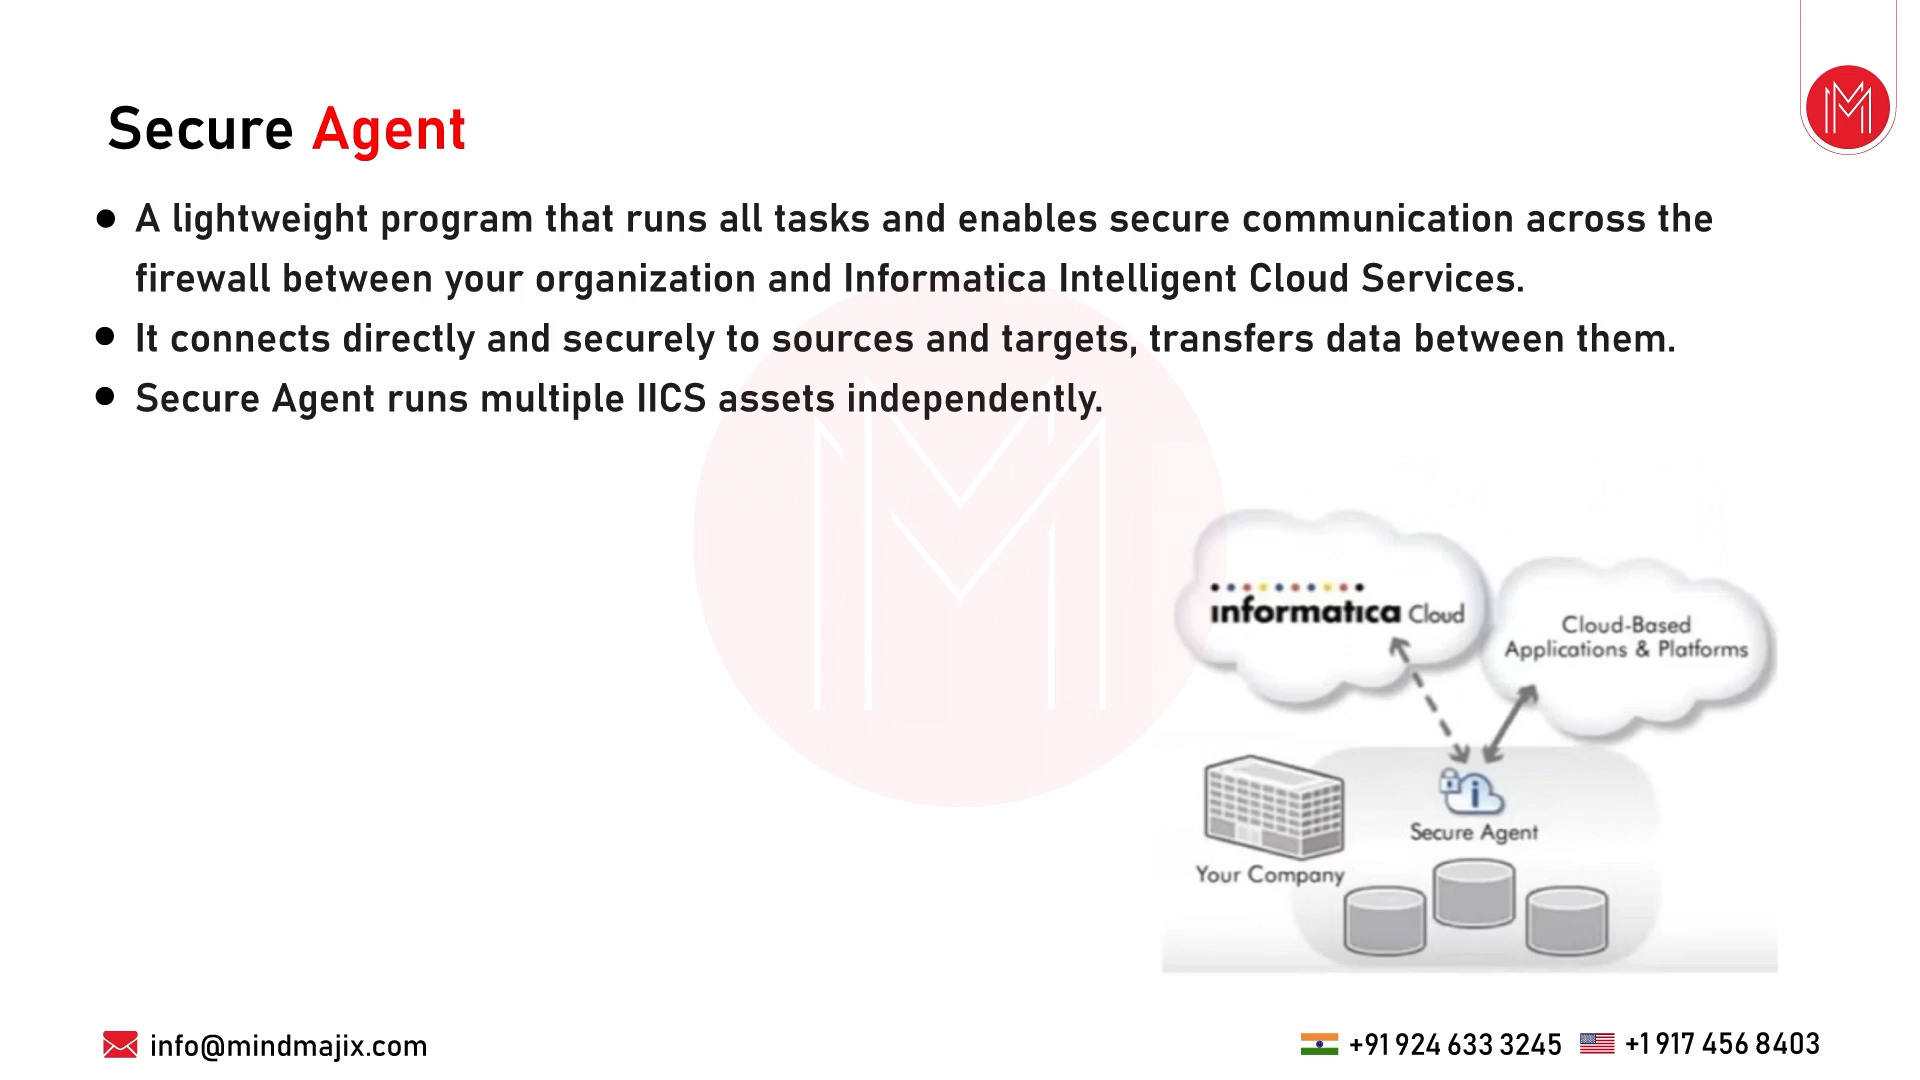 Secure Agent
● A lightweight program that runs all tasks and enables secure communication across the
firewall between your organization and Informatica Intelligent Cloud Services.
● It connects directly and securely to sources and targets, transfers data between them.
● Secure Agent runs multiple IICS assets independently.
informatica Cloud
Cloud-Based
Applications & Platforms
Secure Agent
Your Company
info@mindmajix.com
+91 924 633 3245
+1 917 456 8403